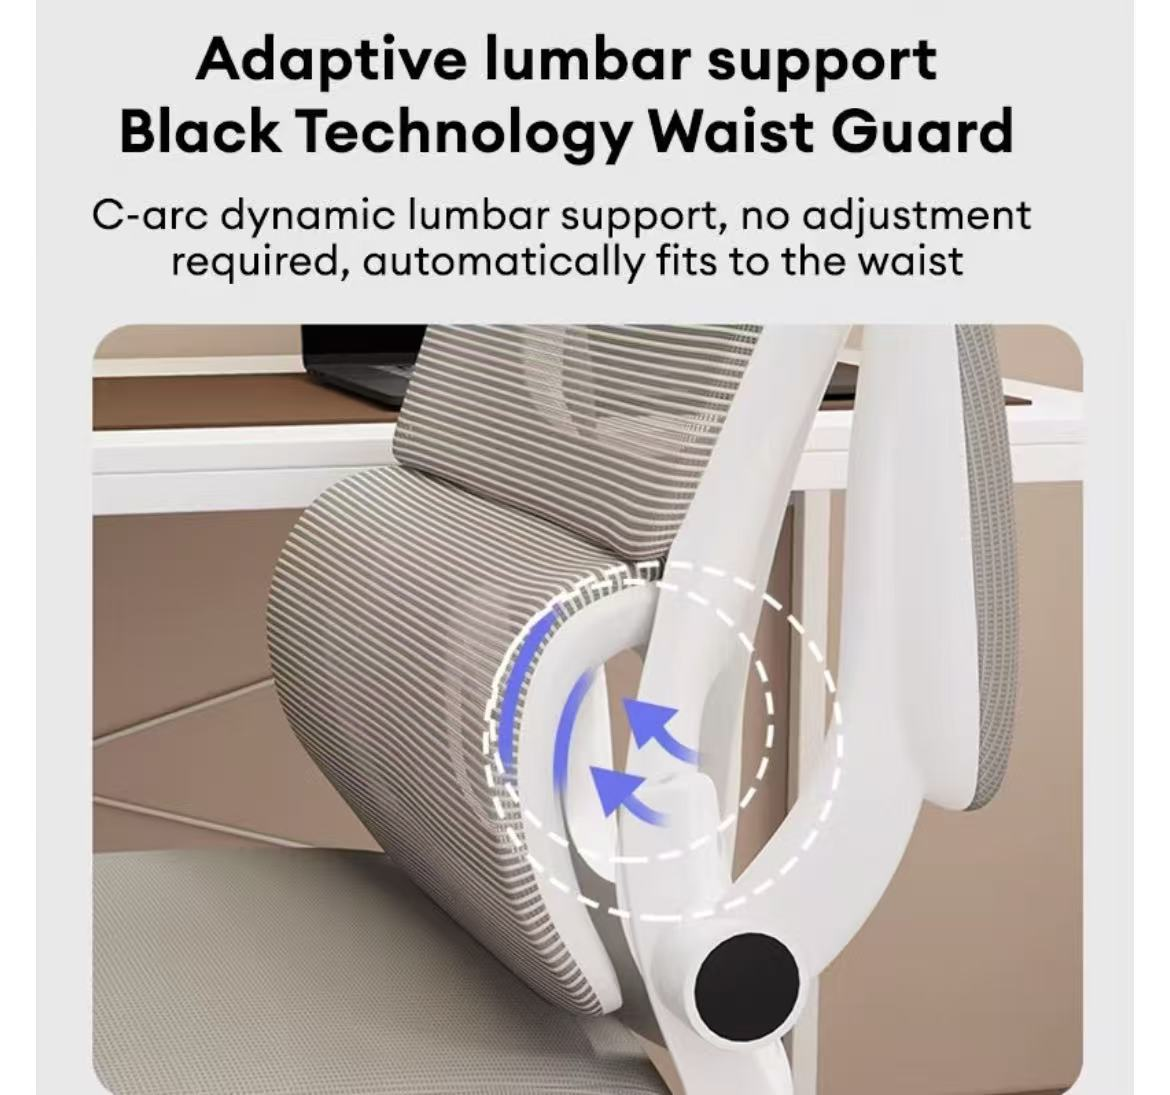 Adaptive lumbar support
Black Technology Waist Guard
C-arc dynamic lumbar support, no adjustment
required, automatically fits to the waist